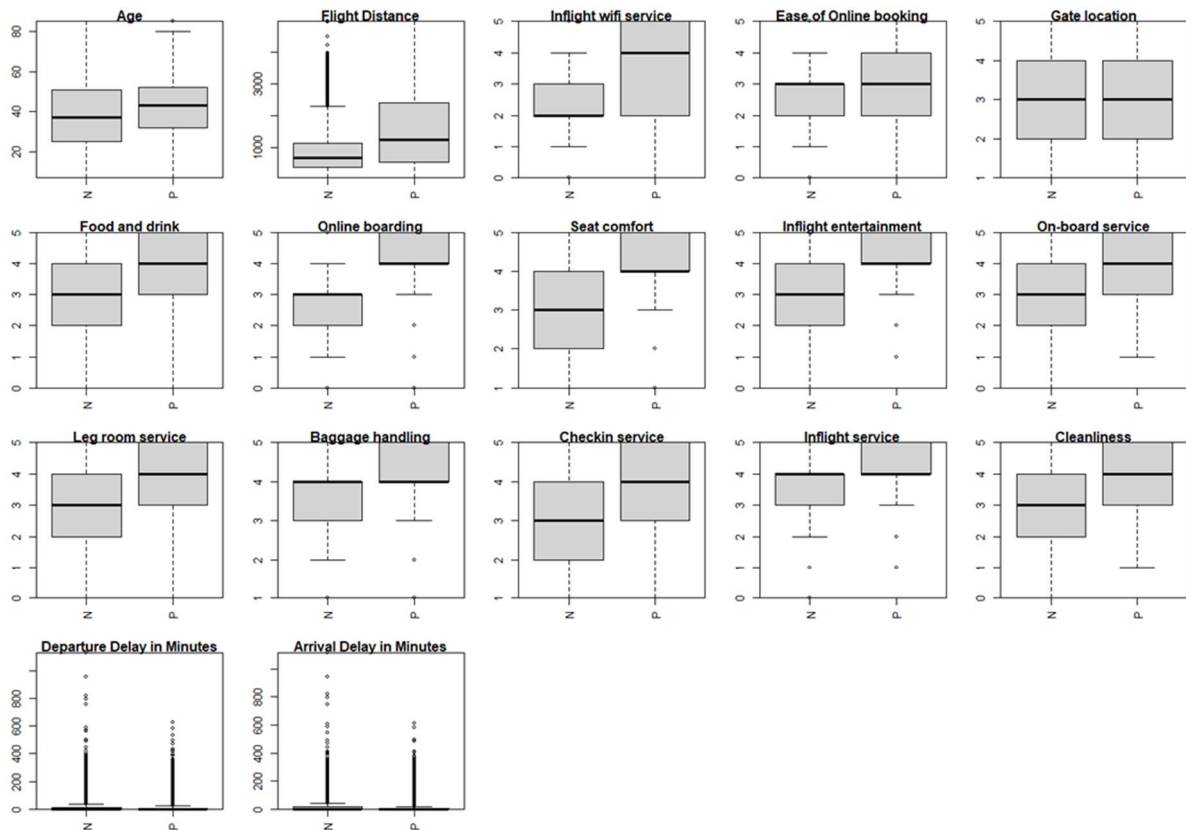 Age
20 40 60 80
N P
Flight Distance
1000 3000
N P
Inflight wifi service
0 1 2 3 4 5
N P
Ease of Online booking
0 1 2 3 4 5
N P
Gate location
1 2 3 4 5
N P
Food and drink
0 1 2 3 4 5
N P
Online boarding
0 1 2 3 4 5
N P
Seat comfort
1 2 3 4 5
N P
Inflight entertainment
0 1 2 3 4 5
N P
On-board service
0 1 2 3 4 5
N P
Leg room service
0 1 2 3 4 5
N P
Baggage handling
1 2 3 4 5
N P
Checkin service
0 1 2 3 4 5
N P
Inflight service
0 1 2 3 4 5
N P
Cleanliness
0 1 2 3 4 5
N P
Departure Delay in Minutes
0 200 400 600 800
N P
Arrival Delay in Minutes
0 200 400 600 800
N P